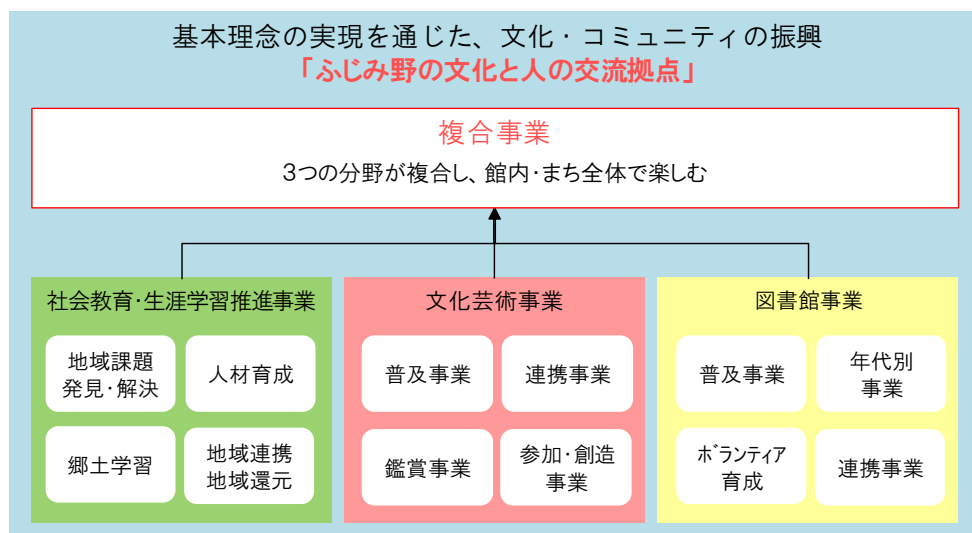 基本理念の実現を通じた、文化・コミュニティの振興
「ふじみ野の文化と人の交流拠点」
複合事業
3つの分野が複合し、館内・まち全体で楽しむ
社会教育・生涯学習推進事業
地域課題
発見・解決
人材育成
郷土学習
地域連携
地域還元
文化芸術事業
普及事業
連携事業
鑑賞事業
参加・創造
事業
図書館事業
普及事業
年代別
事業
ボランティア
育成
連携事業